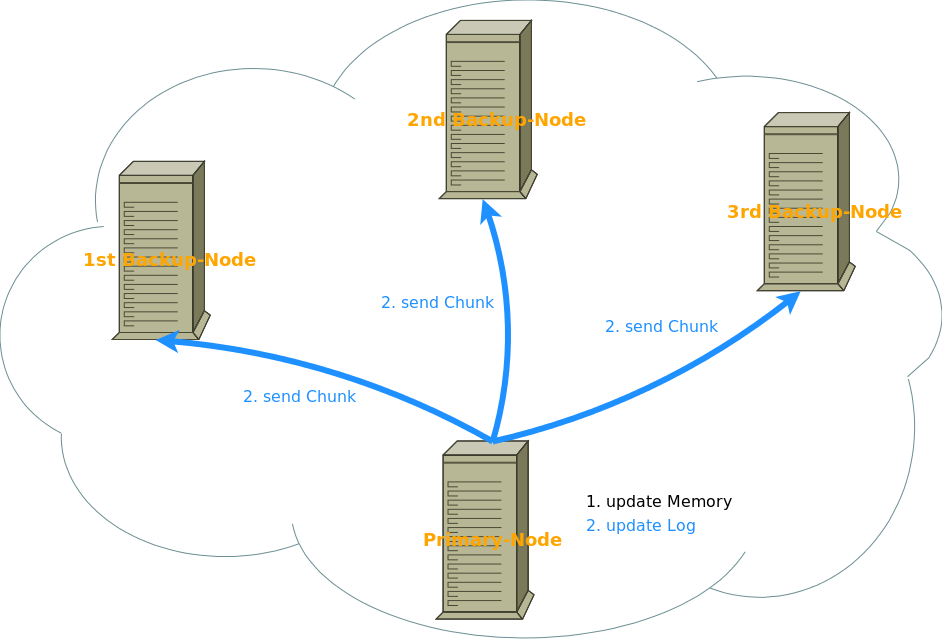 2nd Backup-Node
3rd Backup-Node
1st Backup-Node
2. send Chunk
2. send Chunk
2. send Chunk
1. update Memory
2. update Log
Primary-Node